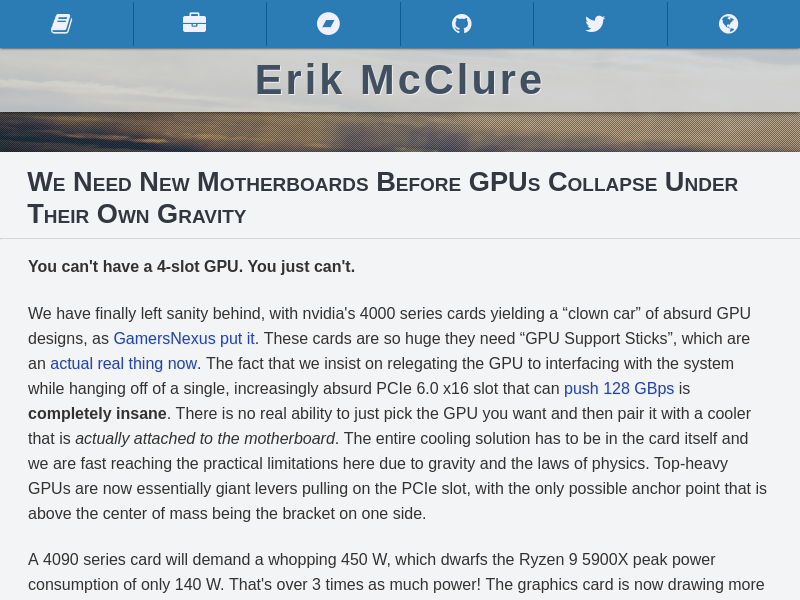 Erik McClure
We Need New Motherboards Before GPUs Collapse Under
Their Own Gravity
You can't have a 4-slot GPU. You just can't.
We have finally left sanity behind, with nvidia's 4000 series cards yielding a “clown car” of absurd GPU
designs, as GamersNexus put it. These cards are so huge they need “GPU Support Sticks”, which are
an actual real thing now. The fact that we insist on relegating the GPU to interfacing with the system
while hanging off of a single, increasingly absurd PCIe 6.0 x16 slot that can push 128 GBps is
completely insane. There is no real ability to just pick the GPU you want and then pair it with a cooler
that is actually attached to the motherboard. The entire cooling solution has to be in the card itself and
we are fast reaching the practical limitations here due to gravity and the laws of physics. Top-heavy
GPUs are now essentially giant levers pulling on the PCIe slot, with the only possible anchor point that is
above the center of mass being the bracket on one side.
A 4090 series card will demand a whopping 450 W, which dwarfs the Ryzen 9 5900X peak power
consumption of only 140 W. That's over 3 times as much power! The graphics card is now drawing more